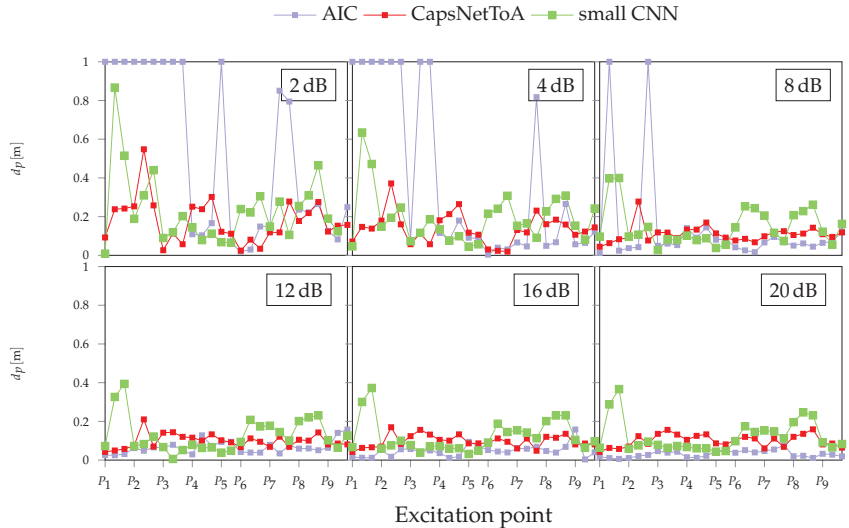 AIC CapsNetToA small CNN
1
0.8
0.6
0.4
0.2
0
d_p [m]
2 dB
4 dB
8 dB
1
0.8
0.6
0.4
0.2
0
d_p [m]
12 dB
16 dB
20 dB
P1 P2 P3 P4 P5 P6 P7 P8 P9 P1 P2 P3 P4 P5 P6 P7 P8 P9 P1 P2 P3 P4 P5 P6 P7 P8 P9
Excitation point